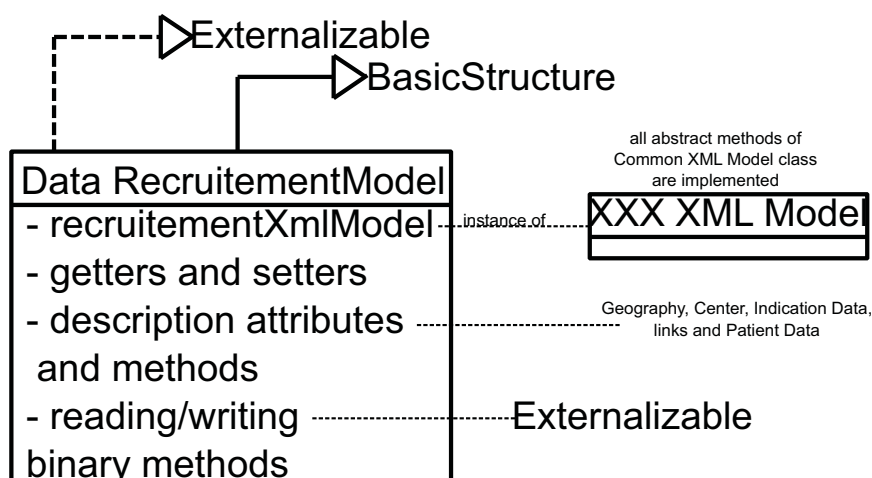 Externalizable
BasicStructure
all abstract methods of
Common XML Model class
are implemented
Data RecruitementModel
- recruitementXmlModel
instance of
XXX XML Model
- getters and setters
- description attributes
and methods
Geography, Center, Indication Data,
links and Patient Data
- reading/writing
binary methods
Externalizable